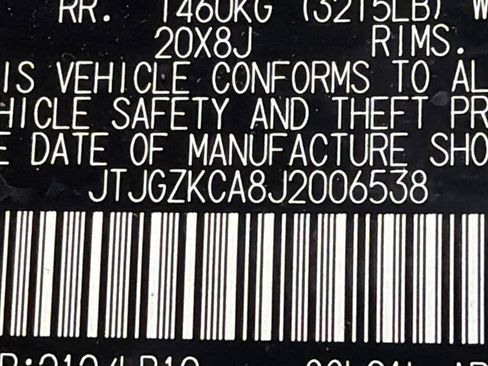 RR. 1460KG (3215LB) W
20X8J RIMS.
IS VEHICLE CONFORMS TO AL
HICLE SAFETY AND THEFT PR
E DATE OF MANUFACTURE SHO
JTJGZKCA8J2006538